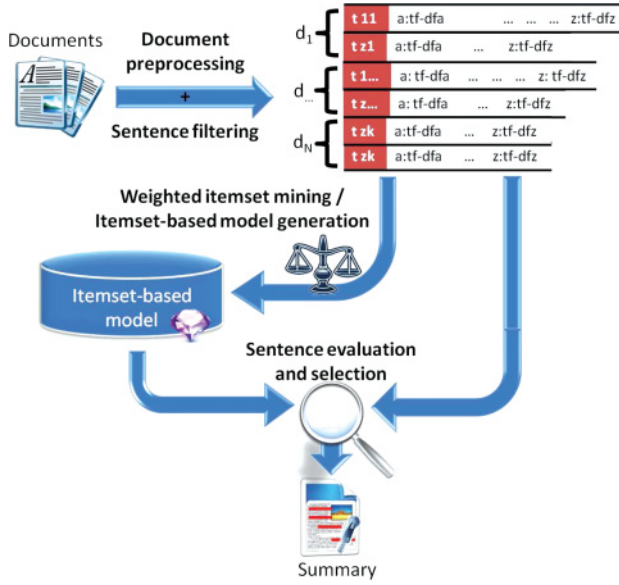 Documents
Document
preprocessing
+
Sentence filtering
d1
t 11 a:tf-dfa ... ... ... z:tf-dfz
t z1 a:tf-dfa ... z:tf-dfz
d...
t 1... a: tf-dfa ... ... ... z: tf-dfz
t z... a: tf-dfa ... z:tf-dfz
dN
t zk a:tf-dfa ... z:tf-dfz
t zk a:tf-dfa ... z:tf-dfz
Weighted itemset mining /
Itemset-based model generation
Itemset-based
model
Sentence evaluation
and selection
Summary